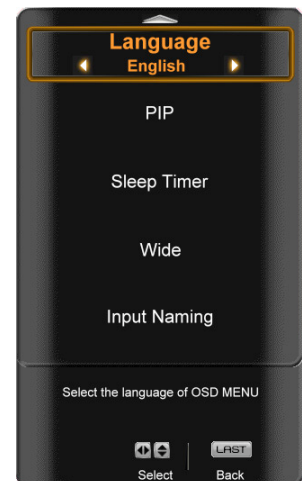 Language
English
PIP
Sleep Timer
Wide
Input Naming
Select the language of OSD MENU
LAST
Select Back